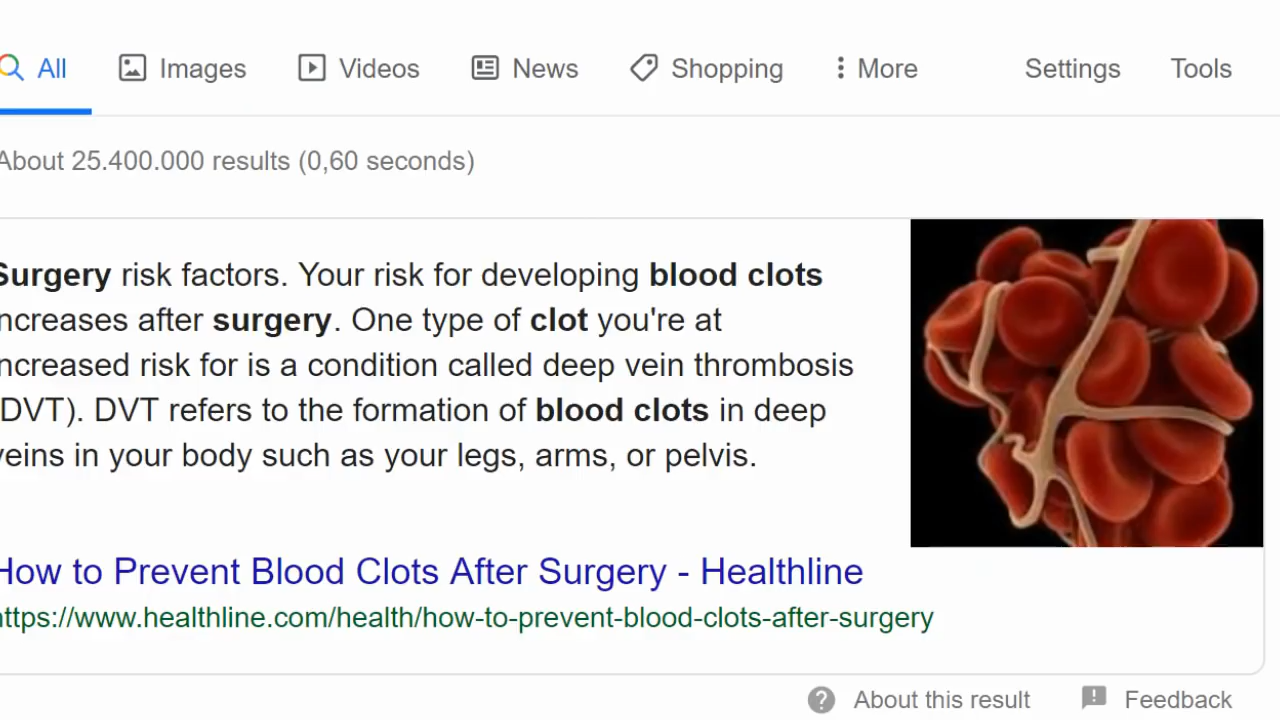 All Images Videos News Shopping More Settings Tools
About 25.400.000 results (0,60 seconds)
Surgery risk factors. Your risk for developing blood clots
ncreases after surgery. One type of clot you're at
ncreased risk for is a condition called deep vein thrombosis
DVT). DVT refers to the formation of blood clots in deep
veins in your body such as your legs, arms, or pelvis.
How to Prevent Blood Clots After Surgery - Healthline
ttps://www.healthline.com/health/how-to-prevent-blood-clots-after-surgery
About this result Feedback